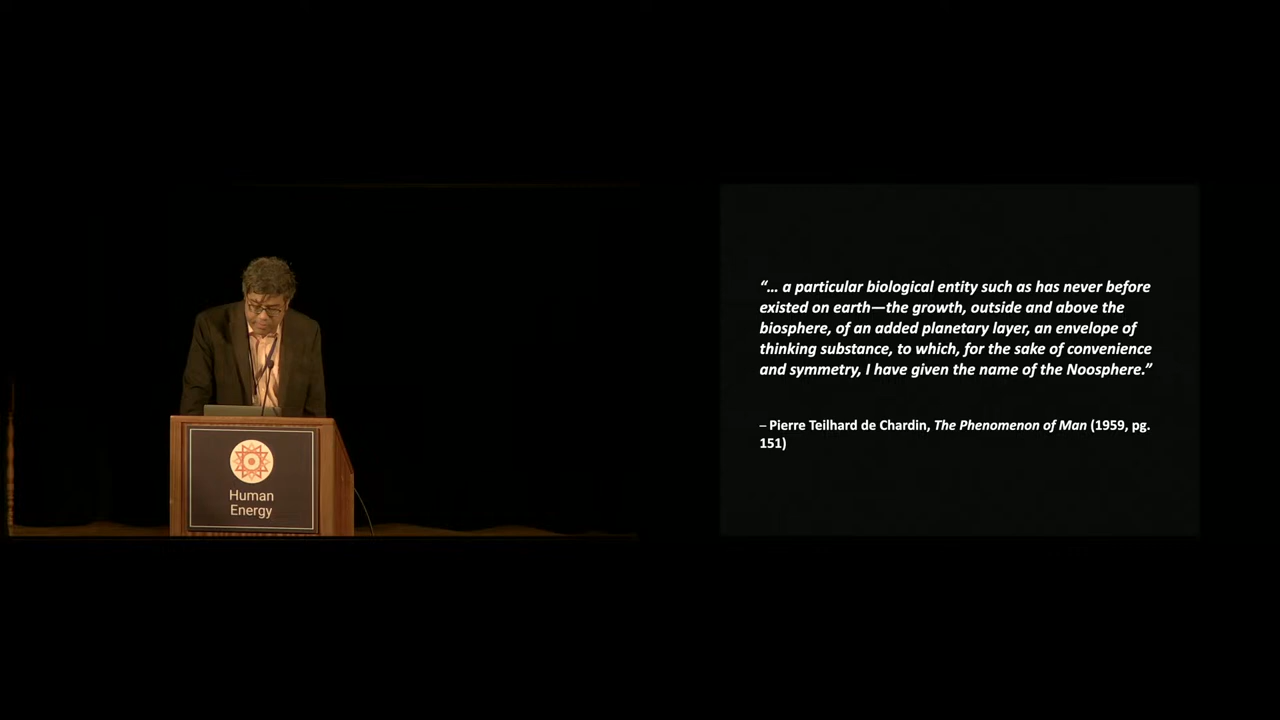 Human
Energy
“… a particular biological entity such as has never before
existed on earth—the growth, outside and above the
biosphere, of an added planetary layer, an envelope of
thinking substance, to which, for the sake of convenience
and symmetry, I have given the name of the Noosphere.”
– Pierre Teilhard de Chardin, The Phenomenon of Man (1959, pg.
151)